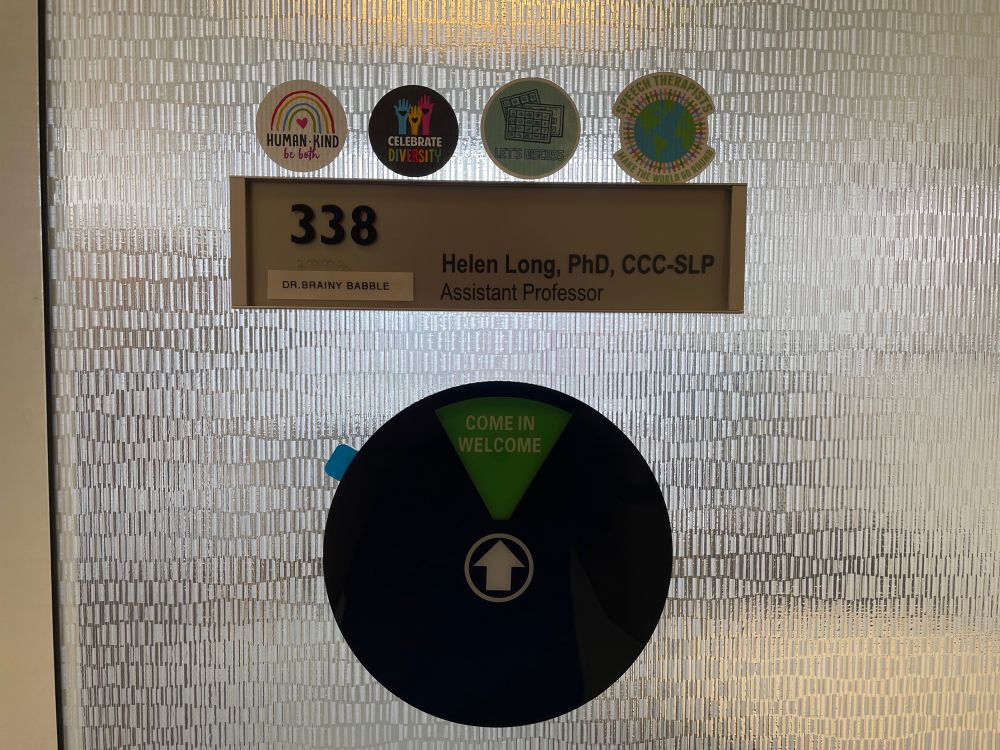 HUMAN·KIND
be both
CELEBRATE
DIVERSITY
LET'S DISCUSS
SPEECH THERAPISTS
MAKE THE WORLD GO ROUND
338
DR.BRAINY BABBLE
Helen Long, PhD, CCC-SLP
Assistant Professor
COME IN
WELCOME